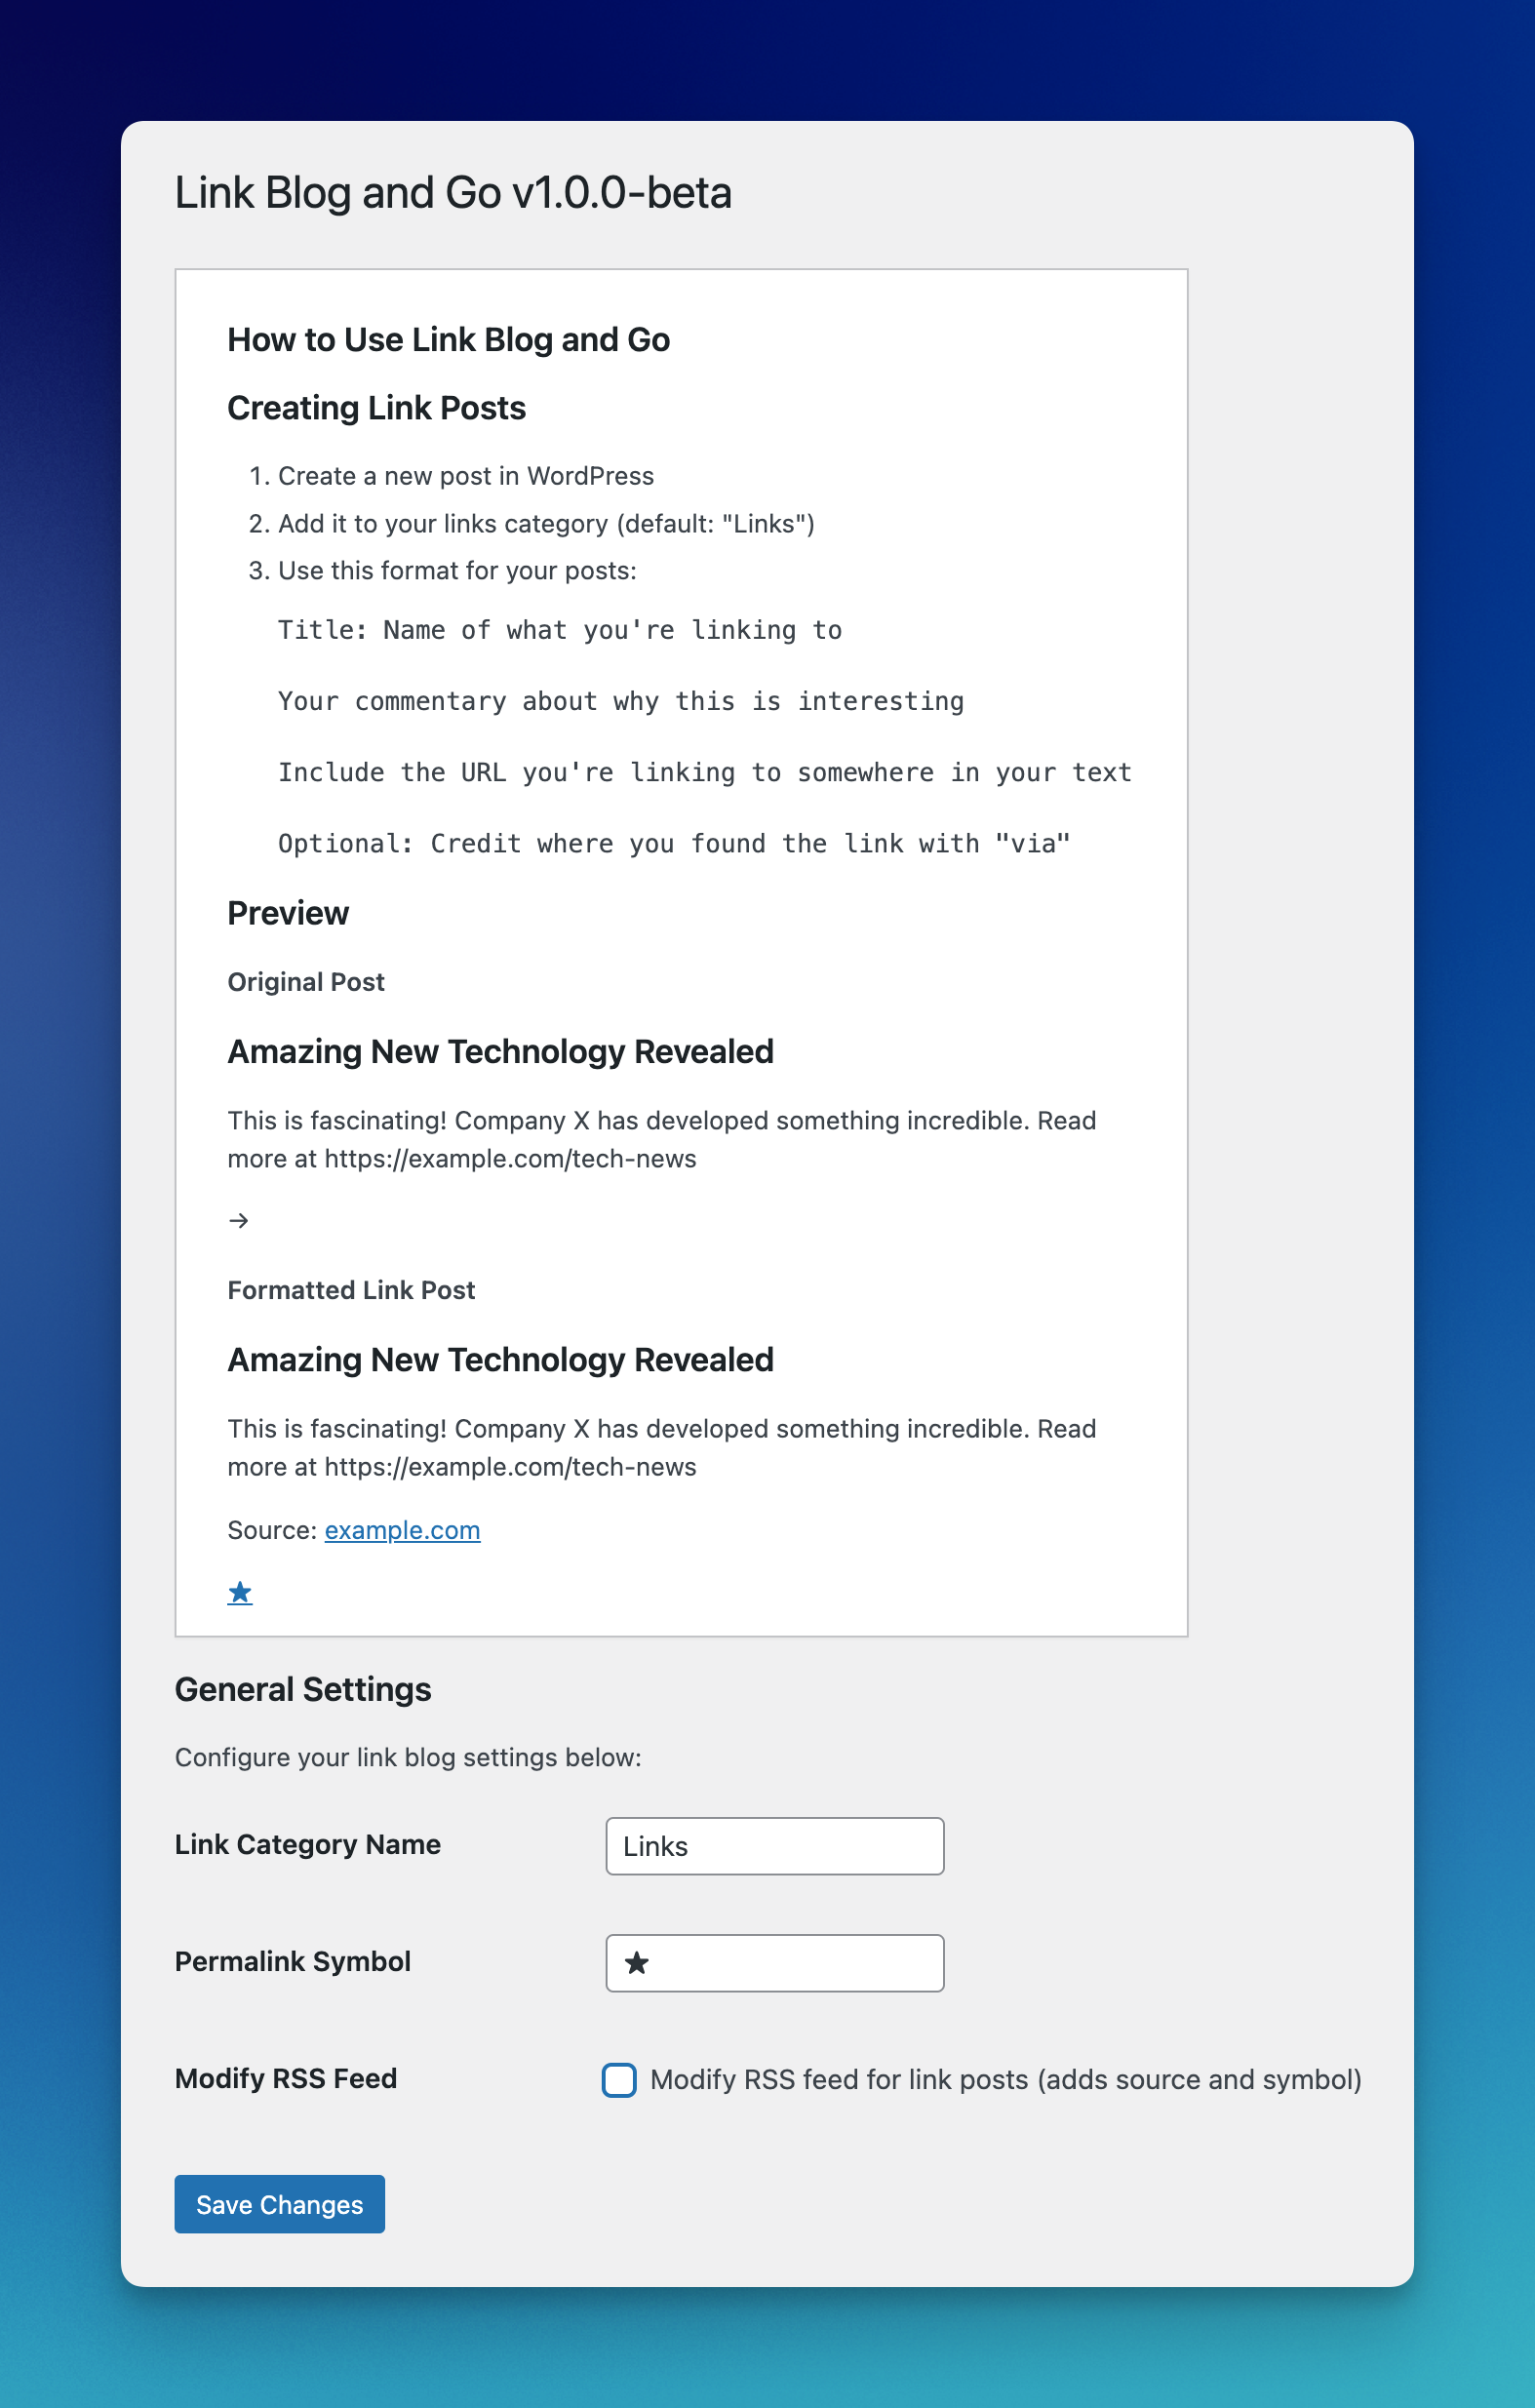 Link Blog and Go v1.0.0-beta
How to Use Link Blog and Go
Creating Link Posts
1. Create a new post in WordPress
2. Add it to your links category (default: "Links")
3. Use this format for your posts:
Title: Name of what you're linking to
Your commentary about why this is interesting
Include the URL you're linking to somewhere in your text
Optional: Credit where you found the link with "via"
Preview
Original Post
Amazing New Technology Revealed
This is fascinating! Company X has developed something incredible. Read
more at https://example.com/tech-news
→
Formatted Link Post
Amazing New Technology Revealed
This is fascinating! Company X has developed something incredible. Read
more at https://example.com/tech-news
Source: example.com
★
General Settings
Configure your link blog settings below:
Link Category Name
Links
Permalink Symbol
★
Modify RSS Feed
Modify RSS feed for link posts (adds source and symbol)
Save Changes